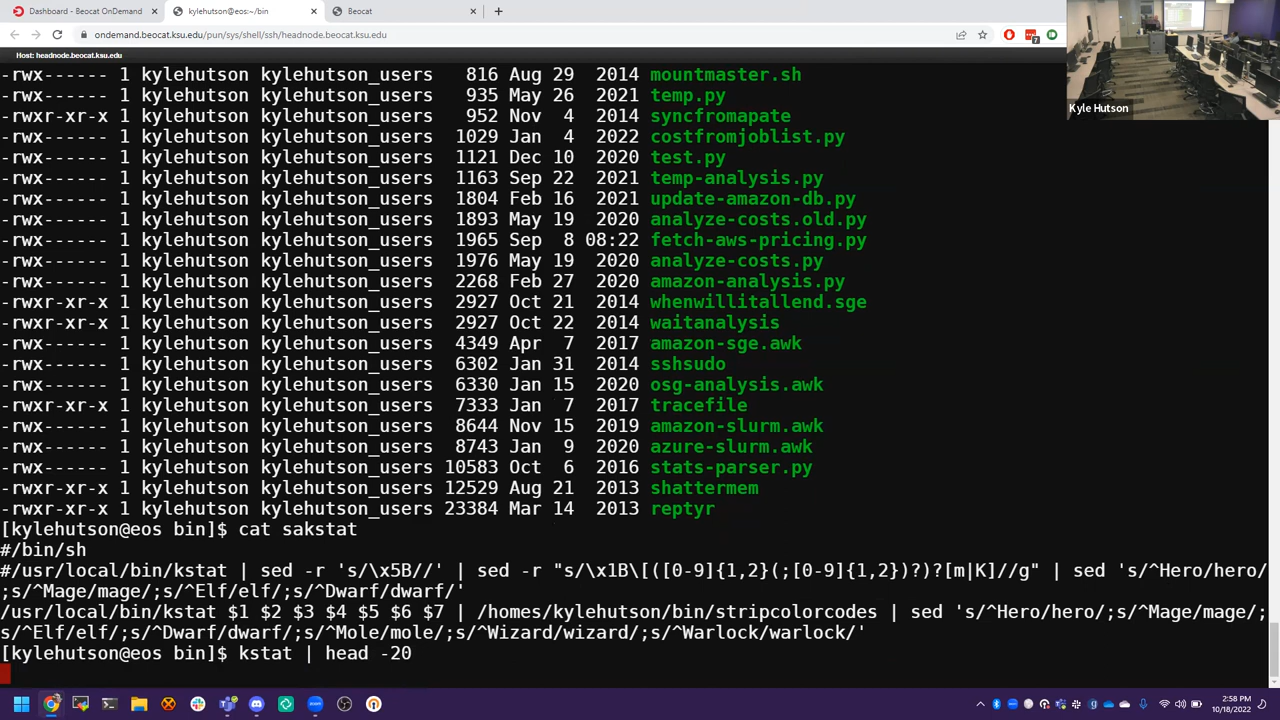 Dashboard - Beocat OnDemand
kylehutson@eos:~/bin
Beocat
ondemand.beocat.ksu.edu/pun/sys/shell/ssh/headnode.beocat.ksu.edu
7
Host: headnode.beocat.ksu.edu
Kyle Hutson
-rwx------ 1 kylehutson kylehutson_users 816 Aug 29 2014 mountmaster.sh
-rwx------ 1 kylehutson kylehutson_users 935 May 26 2021 temp.py
-rwxr-xr-x 1 kylehutson kylehutson_users 952 Nov 4 2014 syncfromapate
-rwx------ 1 kylehutson kylehutson_users 1029 Jan 4 2022 costfromjoblist.py
-rwx------ 1 kylehutson kylehutson_users 1121 Dec 10 2020 test.py
-rwx------ 1 kylehutson kylehutson_users 1163 Sep 22 2021 temp-analysis.py
-rwx------ 1 kylehutson kylehutson_users 1804 Feb 16 2021 update-amazon-db.py
-rwx------ 1 kylehutson kylehutson_users 1893 May 19 2020 analyze-costs.old.py
-rwx------ 1 kylehutson kylehutson_users 1965 Sep 8 08:22 fetch-aws-pricing.py
-rwx------ 1 kylehutson kylehutson_users 1976 May 19 2020 analyze-costs.py
-rwx------ 1 kylehutson kylehutson_users 2268 Feb 27 2020 amazon-analysis.py
-rwxr-xr-x 1 kylehutson kylehutson_users 2927 Oct 21 2014 whenwillitallend.sge
-rwxr-xr-x 1 kylehutson kylehutson_users 2927 Oct 22 2014 waitanalysis
-rwx------ 1 kylehutson kylehutson_users 4349 Apr 7 2017 amazon-sge.awk
-rwx------ 1 kylehutson kylehutson_users 6302 Jan 31 2014 sshsudo
-rwx------ 1 kylehutson kylehutson_users 6330 Jan 15 2020 osg-analysis.awk
-rwxr-xr-x 1 kylehutson kylehutson_users 7333 Jan 7 2017 tracefile
-rwx------ 1 kylehutson kylehutson_users 8644 Nov 15 2019 amazon-slurm.awk
-rwx------ 1 kylehutson kylehutson_users 8743 Jan 9 2020 azure-slurm.awk
-rwx------ 1 kylehutson kylehutson_users 10583 Oct 6 2016 stats-parser.py
-rwxr-xr-x 1 kylehutson kylehutson_users 12529 Aug 21 2013 shattermem
-rwxr-xr-x 1 kylehutson kylehutson_users 23384 Mar 14 2013 reptyr
[kylehutson@eos bin]$ cat sakstat
#/bin/sh
#/usr/local/bin/kstat | sed -r 's/\x5B//' | sed -r "s/\x1B\[([0-9]{1,2}(;[0-9]{1,2})?)?[m|K]//g" | sed 's/^Hero/hero/
;s/^Mage/mage/;s/^Elf/elf/;s/^Dwarf/dwarf/'
/usr/local/bin/kstat $1 $2 $3 $4 $5 $6 $7 | /homes/kylehutson/bin/stripcolorcodes | sed 's/^Hero/hero/;s/^Mage/mage/;
s/^Elf/elf/;s/^Dwarf/dwarf/;s/^Mole/mole/;s/^Wizard/wizard/;s/^Warlock/warlock/'
[kylehutson@eos bin]$ kstat | head -20
2:58 PM
10/18/2022